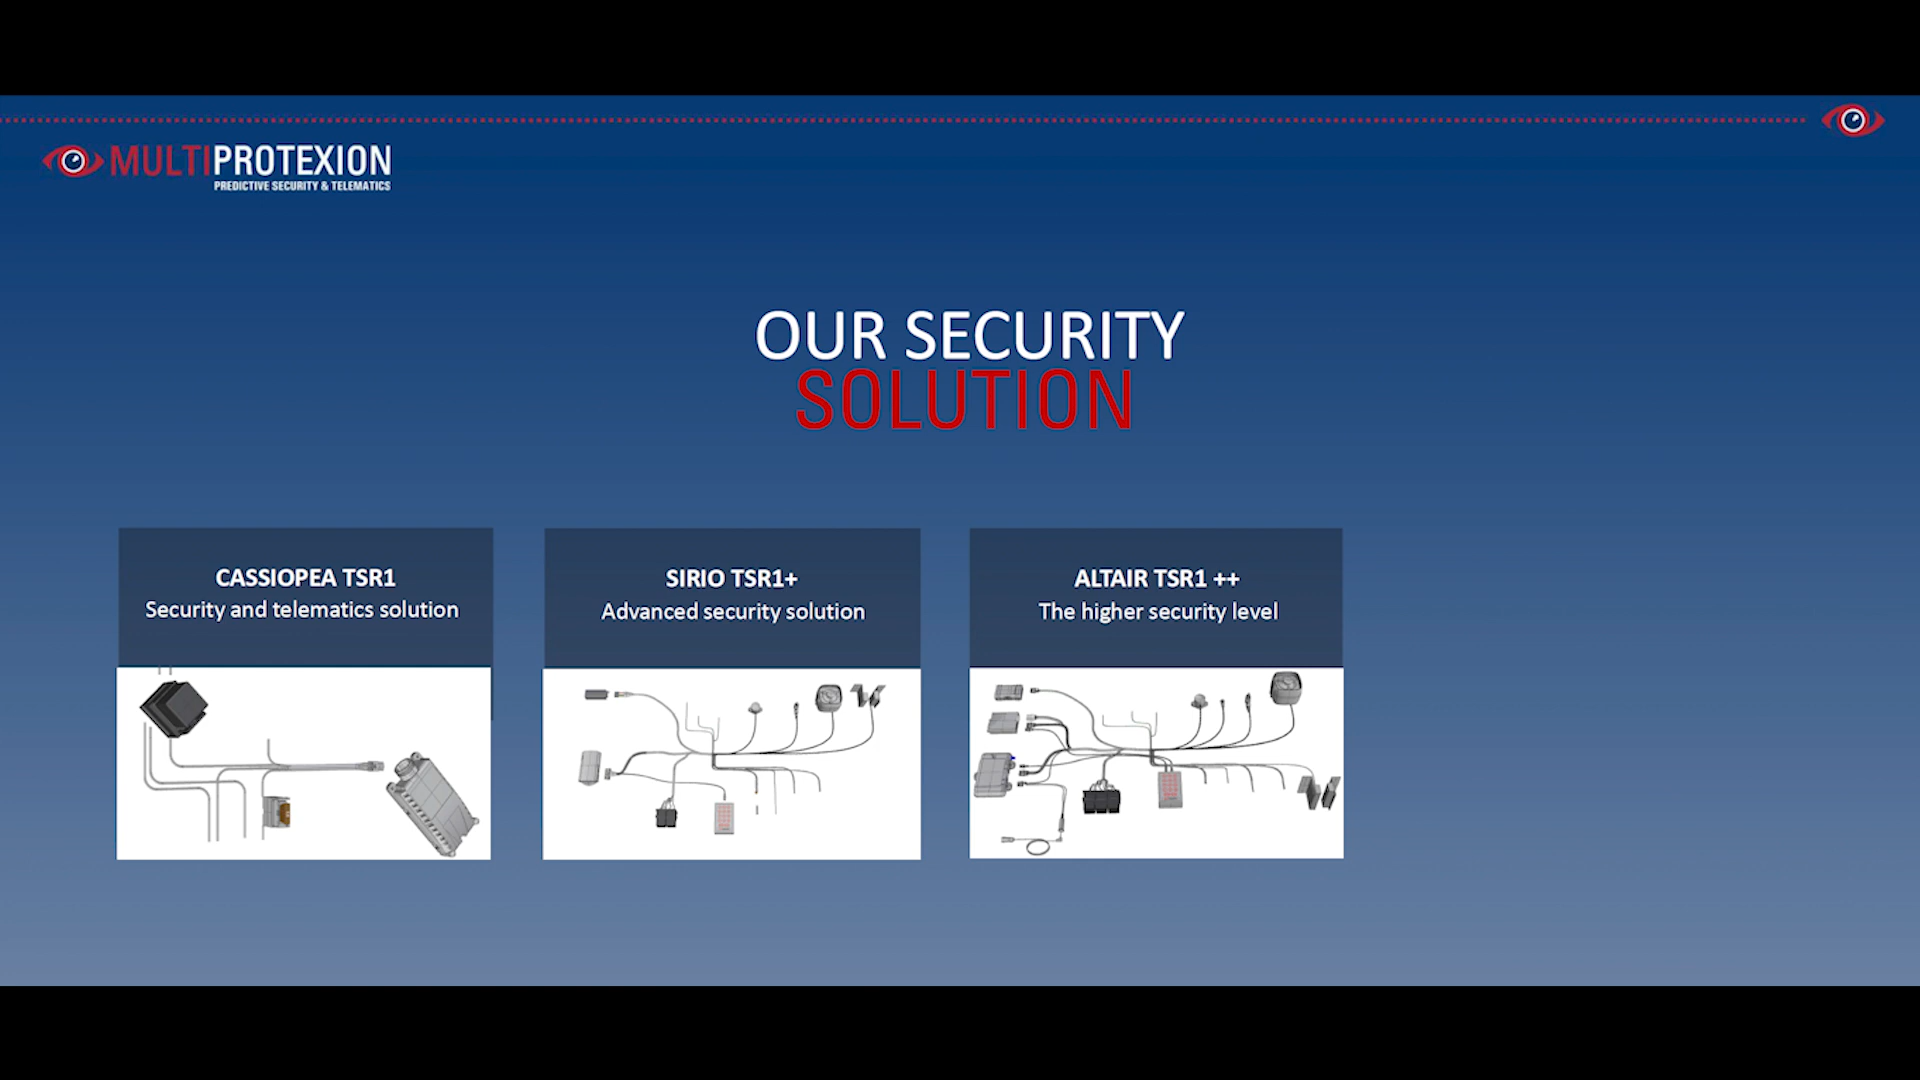 MULTIPROTEXION
PREDICTIVE SECURITY & TELEMATICS
OUR SECURITY
SOLUTION
CASSIOPEA TSR1
Security and telematics solution
SIRIO TSR1+
Advanced security solution
ALTAIR TSR1 ++
The higher security level